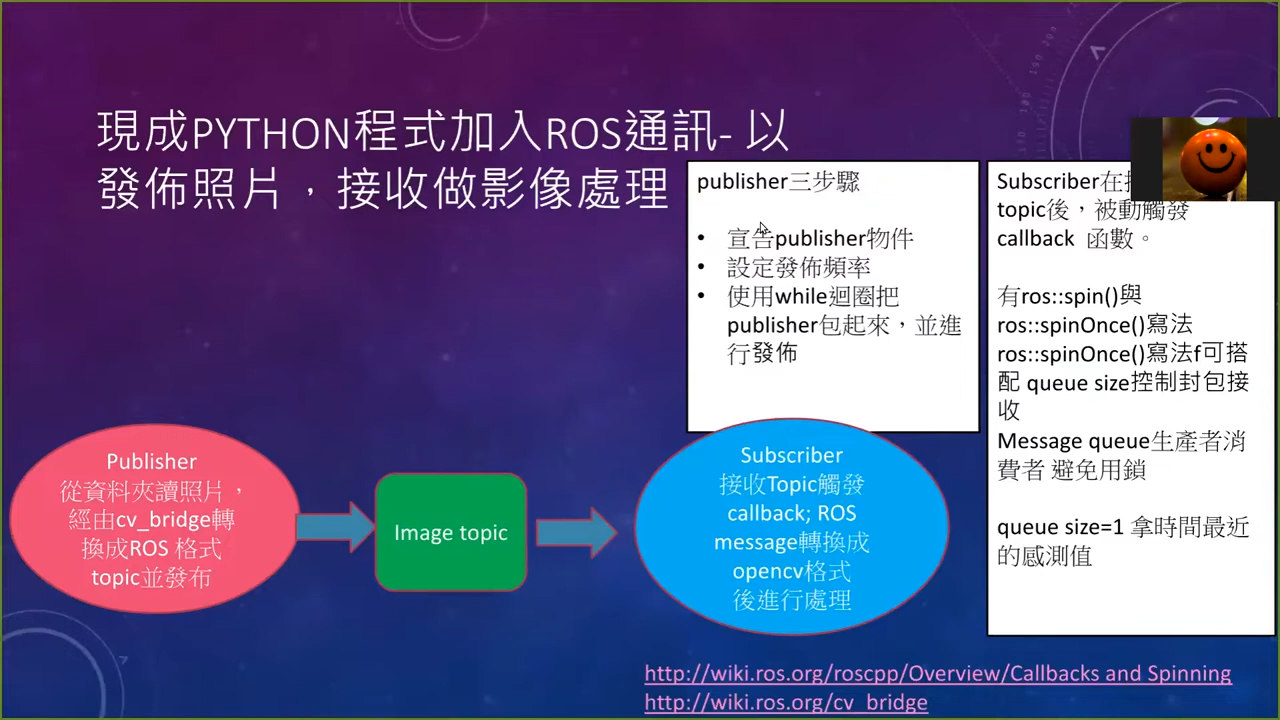 現成PYTHON程式加入ROS通訊- 以
發佈照片，接收做影像處理
publisher三步驟
• 宣告publisher物件
• 設定發佈頻率
• 使用while迴圈把
publisher包起來，並進
行發佈
Subscriber在
topic後，被動觸發
callback 函數。
有ros::spin()與
ros::spinOnce()寫法
ros::spinOnce()寫法f可搭
配 queue size控制封包接
收
Message queue生產者消
費者 避免用鎖
queue size=1 拿時間最近
的感測值
Publisher
從資料夾讀照片，
經由cv_bridge轉
換成ROS 格式
topic並發布
Image topic
Subscriber
接收Topic觸發
callback; ROS
message轉換成
opencv格式
後進行處理
http://wiki.ros.org/roscpp/Overview/Callbacks and Spinning
http://wiki.ros.org/cv_bridge